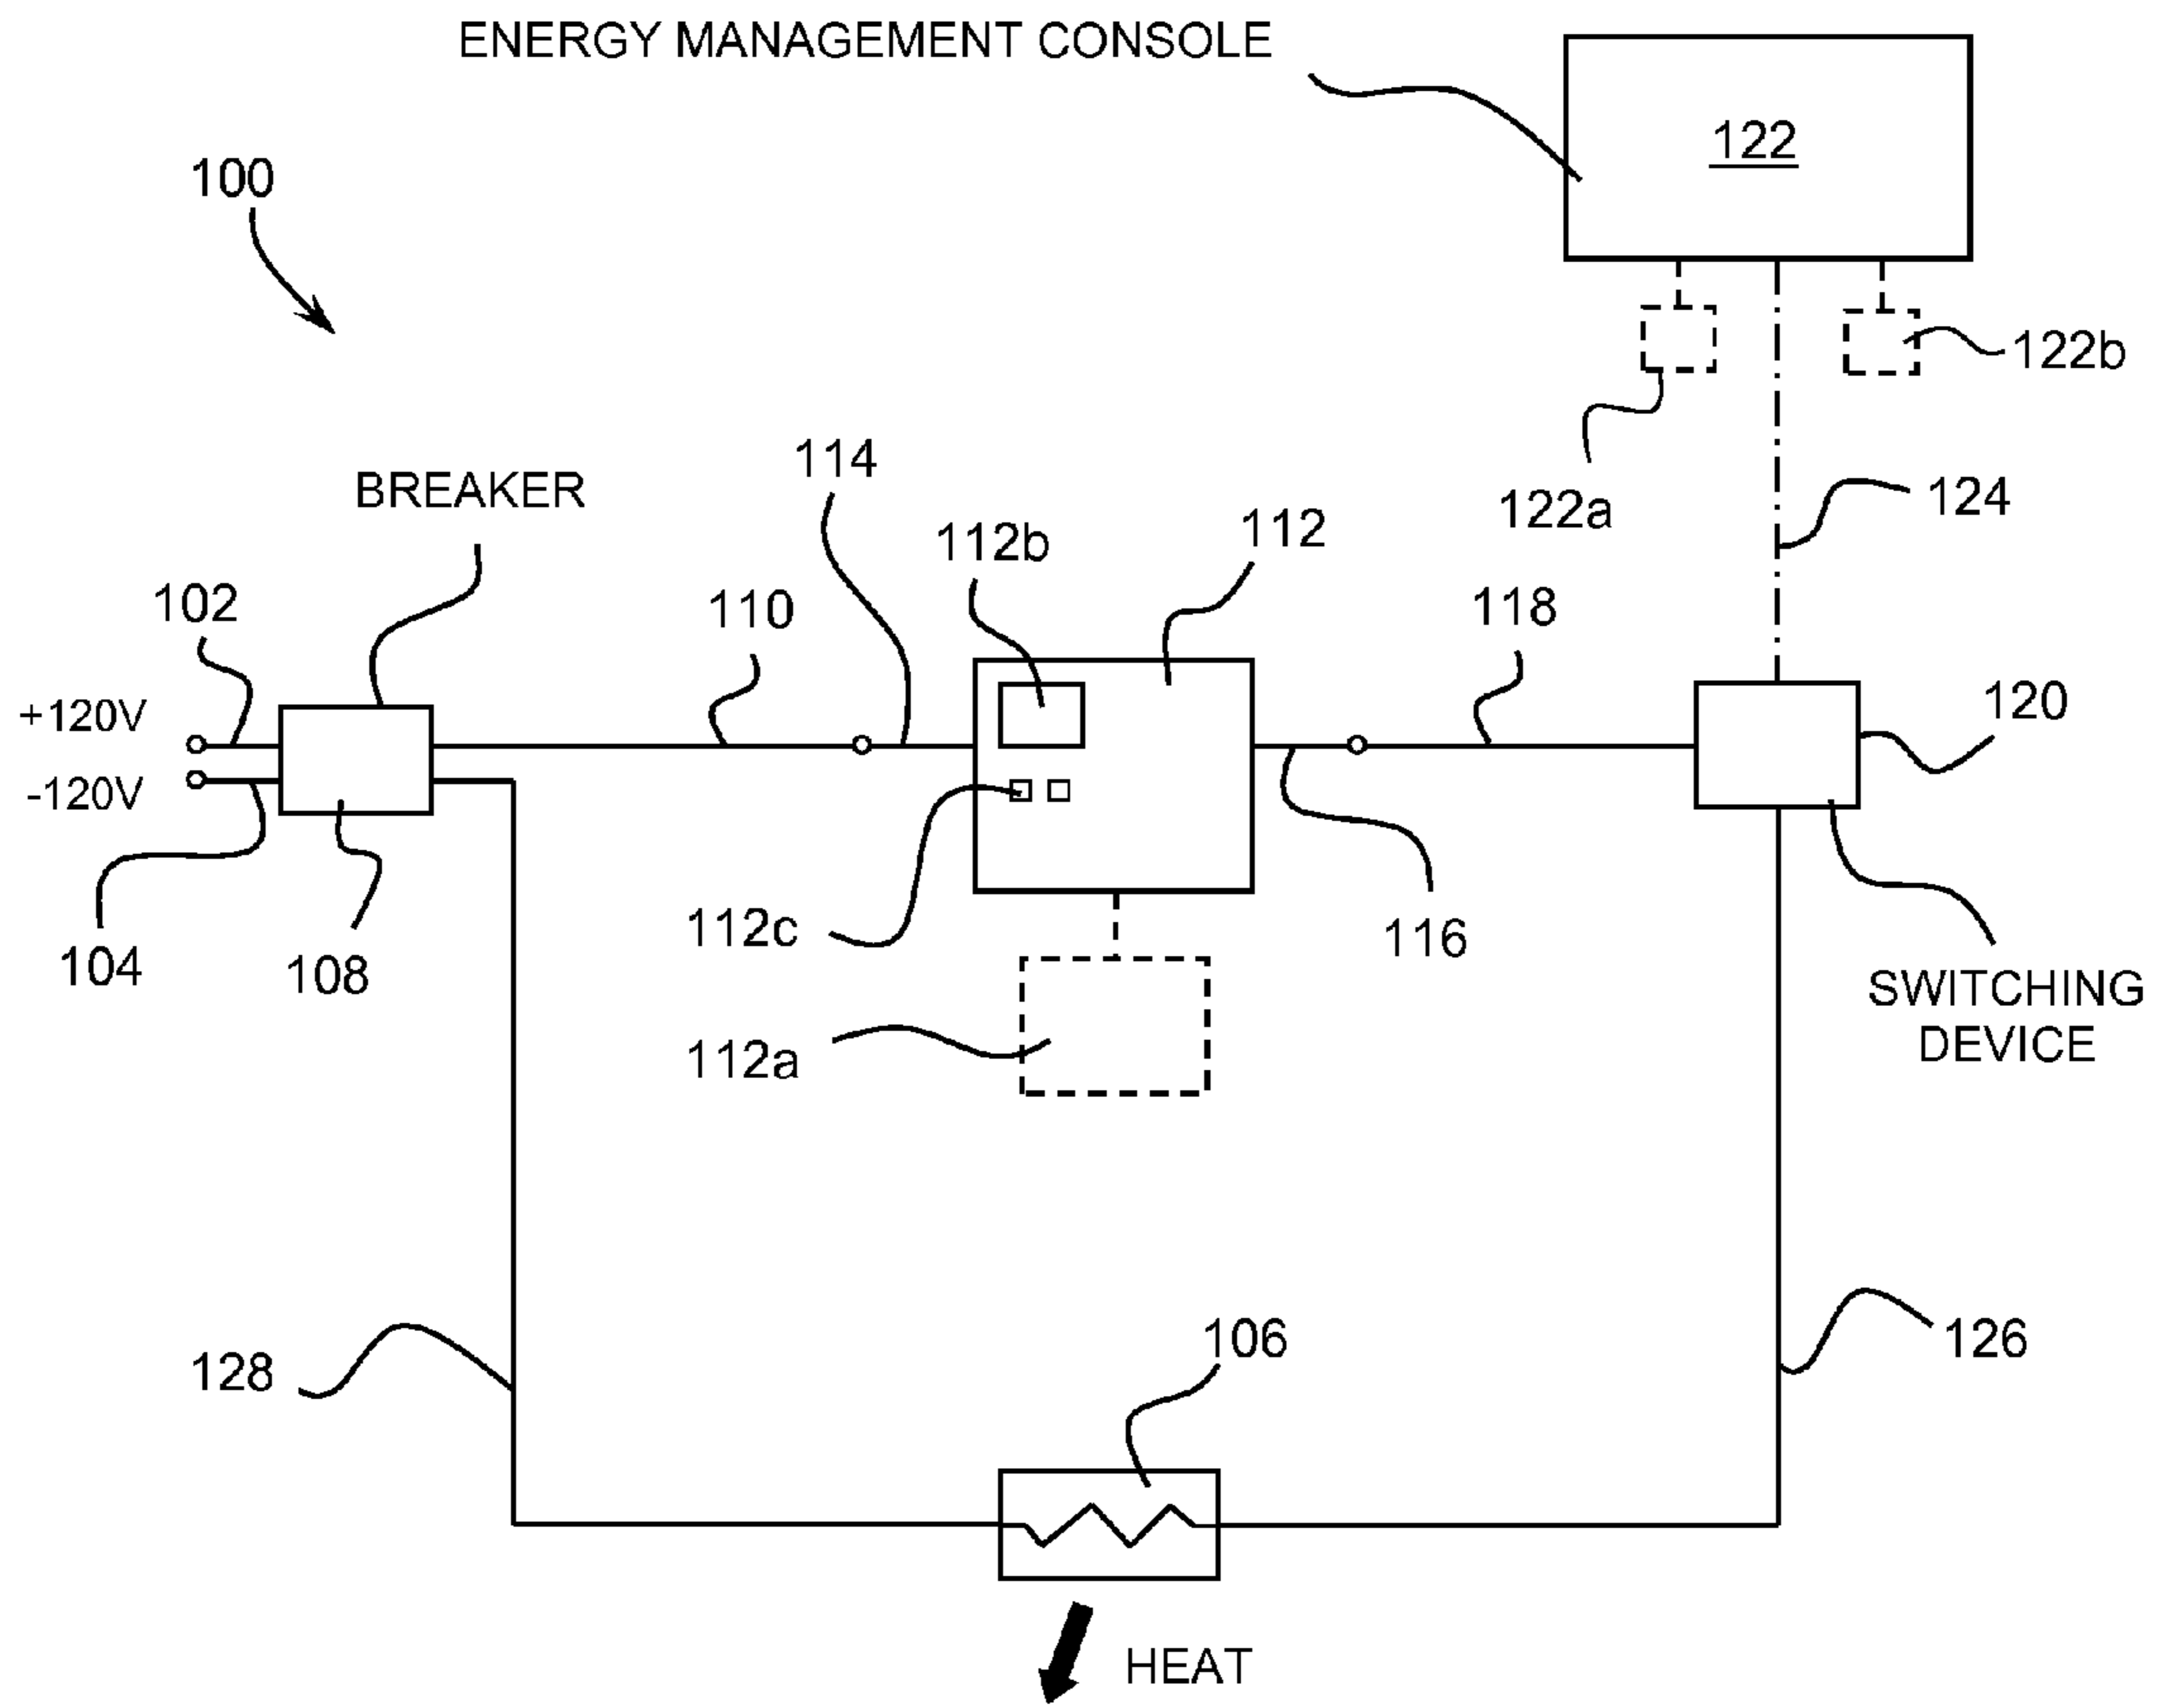 ENERGY MANAGEMENT CONSOLE
122
100
122b
114
BREAKER
122a
124
112b
112
102
110
118
+120V
120
-120V
112c
116
104
108
SWITCHING
DEVICE
112a
106
126
128
HEAT